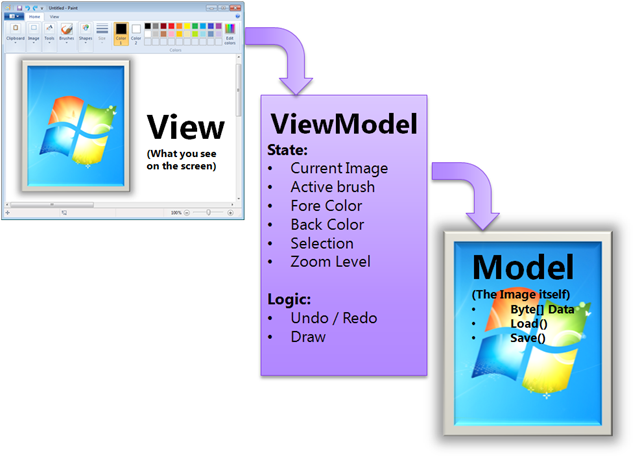 Untitled - Paint
Home View
Clipboard Image Tools Brushes Shapes Size Color 1 Color 2 Edit colors
Colors
View
(What you see
on the screen)
100%
ViewModel
State:
• Current Image
• Active brush
• Fore Color
• Back Color
• Selection
• Zoom Level
Logic:
• Undo / Redo
• Draw
Model
(The Image itself)
• Byte[] Data
• Load()
• Save()